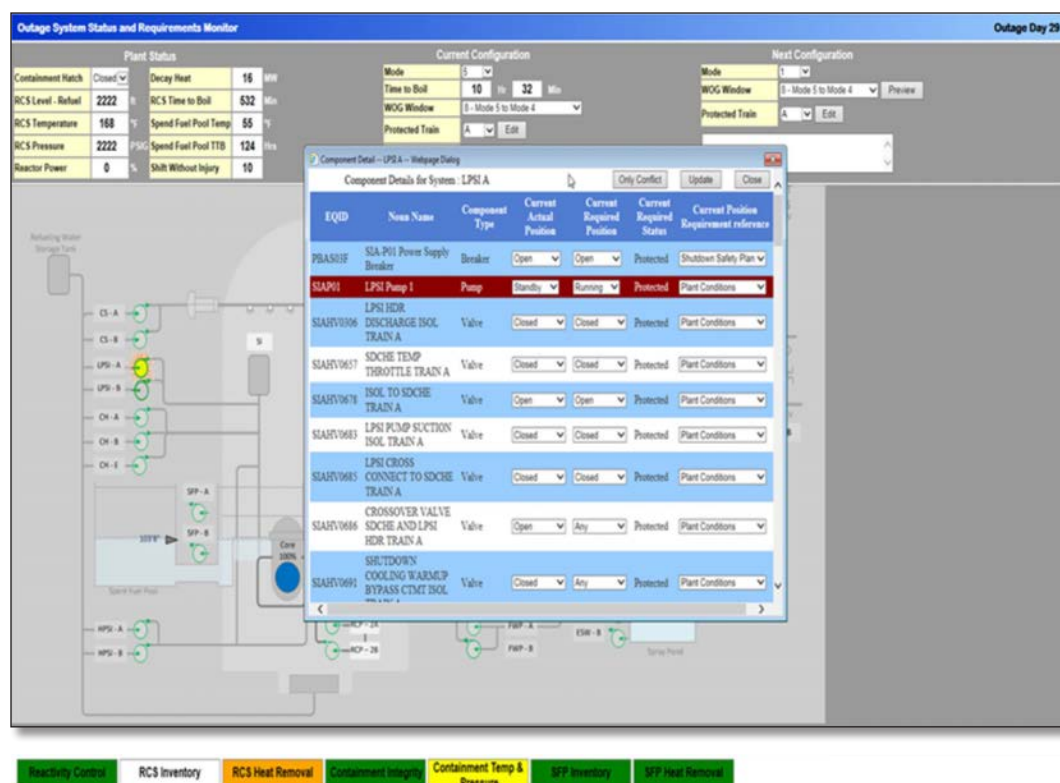 Outage System Status and Requirements Monitor
Outage Day 29
Plant Status
Current Configuration
Next Configuration
Containment Hatch Closed Decay Heat 16 MW
RCS Level - Refuel 2222 ft RCS Time to Boil 532 Min
RCS Temperature 168 °F Spend Fuel Pool Temp 55 °F
RCS Pressure 2222 PSIG Spend Fuel Pool TTB 124 Hrs
Reactor Power 0 % Shift Without Injury 10
Mode 5
Time to Boil 10 Hr 32 Min
WOG Window 8 - Mode 5 to Mode 4
Protected Train A Edit
Mode 1
WOG Window 8 - Mode 5 to Mode 4 Preview
Protected Train A Edit
Component Detail -- LPSI A -- Webpage Dialog
Component Details for System : LPSI A
Only Conflict Update Close
EQID Noun Name Component Type Current Actual Position Current Required Position Current Required Status Current Position Requirement reference
PBAS03F SIA-P01 Power Supply Breaker Breaker Open Open Protected Shutdown Safety Plan
SIAP01 LPSI Pump 1 Pump Standby Running Protected Plant Conditions
SIAHV0306 LPSI HDR DISCHARGE ISOL TRAIN A Valve Closed Closed Protected Plant Conditions
SIAHV0657 SDCHE TEMP THROTTLE TRAIN A Valve Closed Closed Protected Plant Conditions
SIAHV0678 ISOL TO SDCHE TRAIN A Valve Open Open Protected Plant Conditions
SIAHV0683 LPSI PUMP SUCTION ISOL TRAIN A Valve Closed Closed Protected Plant Conditions
SIAHV0685 LPSI CROSS CONNECT TO SDCHE TRAIN A Valve Closed Closed Protected Plant Conditions
SIAHV0686 CROSSOVER VALVE SDCHE AND LPSI HDR TRAIN A Valve Open Any Protected Plant Conditions
SIAHV0691 SHUTDOWN COOLING WARMUP BYPASS CTMT ISOL TRAIN A Valve Closed Any Protected Plant Conditions
Refueling Water
Storage Tank
CS - A
CS - B
LPSI - A
LPSI - B
CH - A
CH - B
CH - E
SI
SFP - A
SFP - B
Core
100%
Spent Fuel Pool
HPSI - A
HPSI - B
RCP - 2A
RCP - 2B
FWP - A
FWP - B
ESW - B
Spray Pond
Reactivity Control
RCS Inventory
RCS Heat Removal
Containment Integrity
Containment Temp &
Pressure
SFP Inventory
SFP Heat Removal